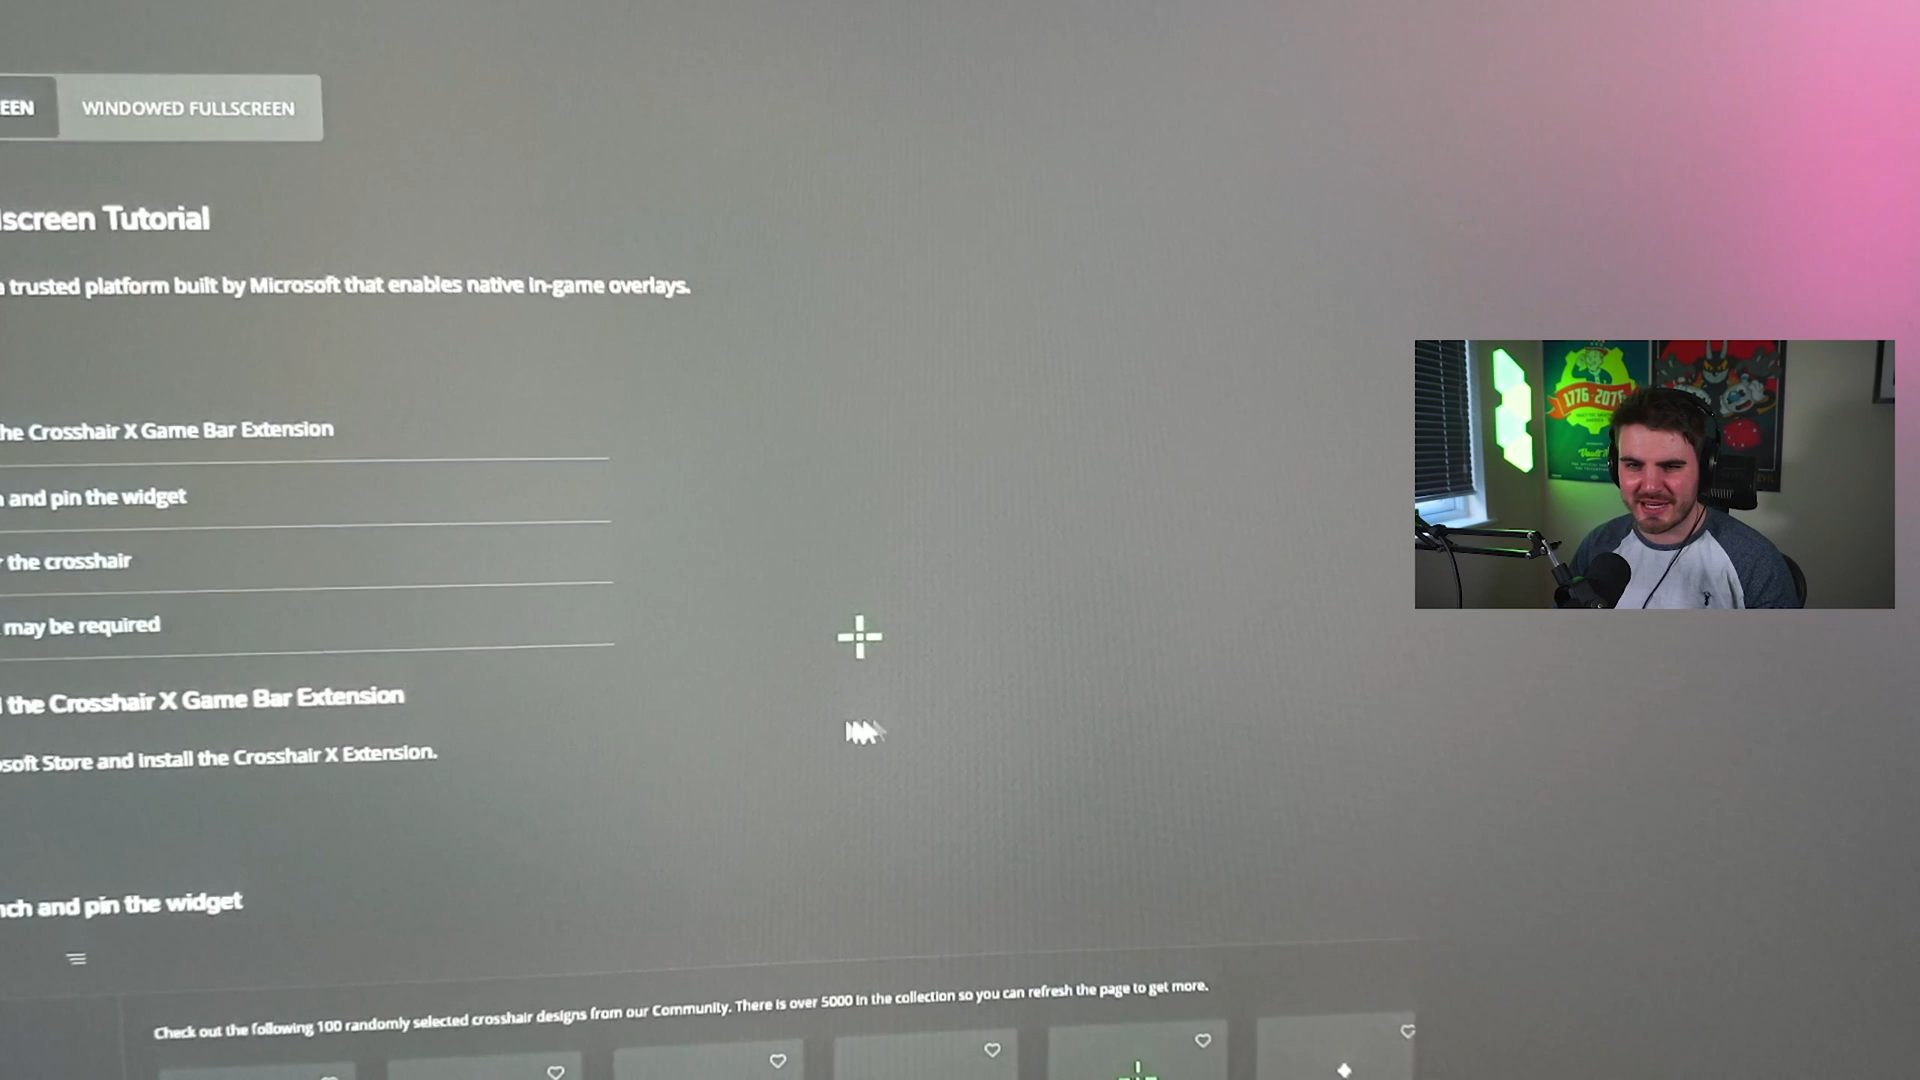 EEN WINDOWED FULLSCREEN
lscreen Tutorial
trusted platform built by Microsoft that enables native in-game overlays.
he Crosshair X Game Bar Extension
and pin the widget
the crosshair
may be required
the Crosshair X Game Bar Extension
soft Store and install the Crosshair X Extension.
nch and pin the widget
Check out the following 100 randomly selected crosshair designs from our Community. There is over 5000 in the collection so you can refresh the page to get more.
1776-2076